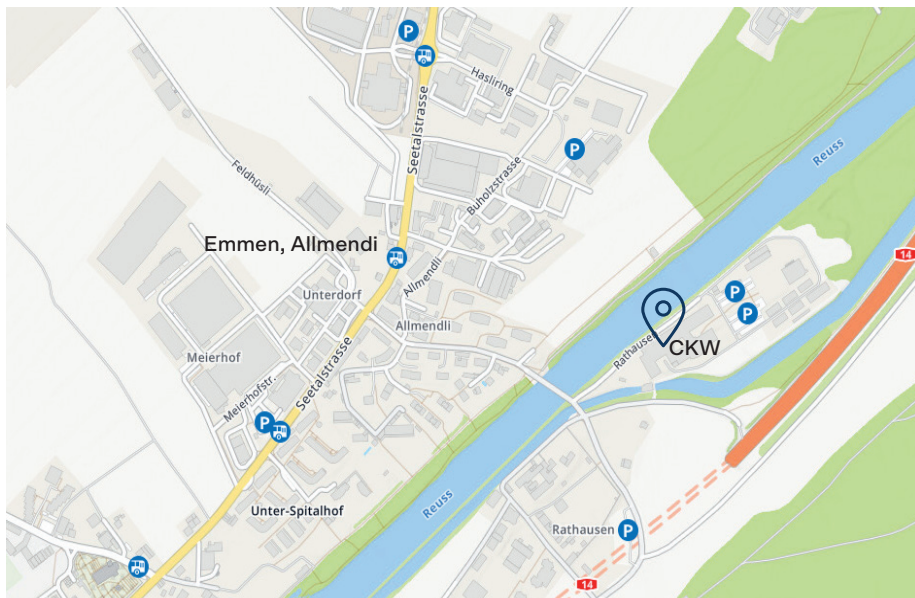 P
Seetalstrasse
Hasliring
P
Reuss
Feldhüsli
Buholzstrasse
Emmen, Allmendi
14
Allmendli
Unterdorf
P
P
Allmendli
Rathausen
CKW
Meierhof
Seetalstrasse
Meierhofstr.
P
Unter-Spitalhof
Reuss
Rathausen
P
14